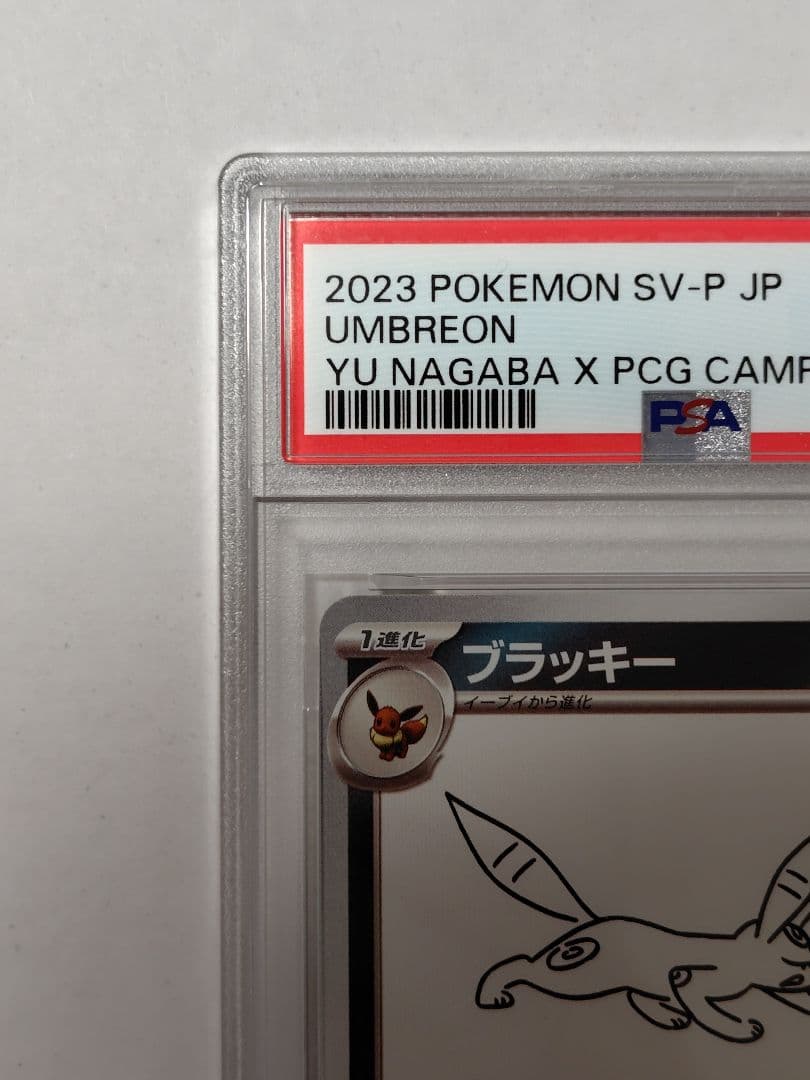 2023 POKEMON SV-P JP
UMBREON
YU NAGABA X PCG CAMP
PSA
1進化
ブラッキー
イーブイから進化